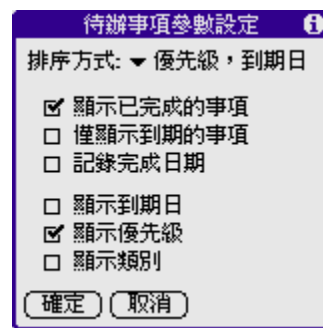 待辦事項參數設定
排序方式: 優先級，到期日
顯示已完成的事項
僅顯示到期的事項
記錄完成日期
顯示到期日
顯示優先級
顯示類別
確定 取消